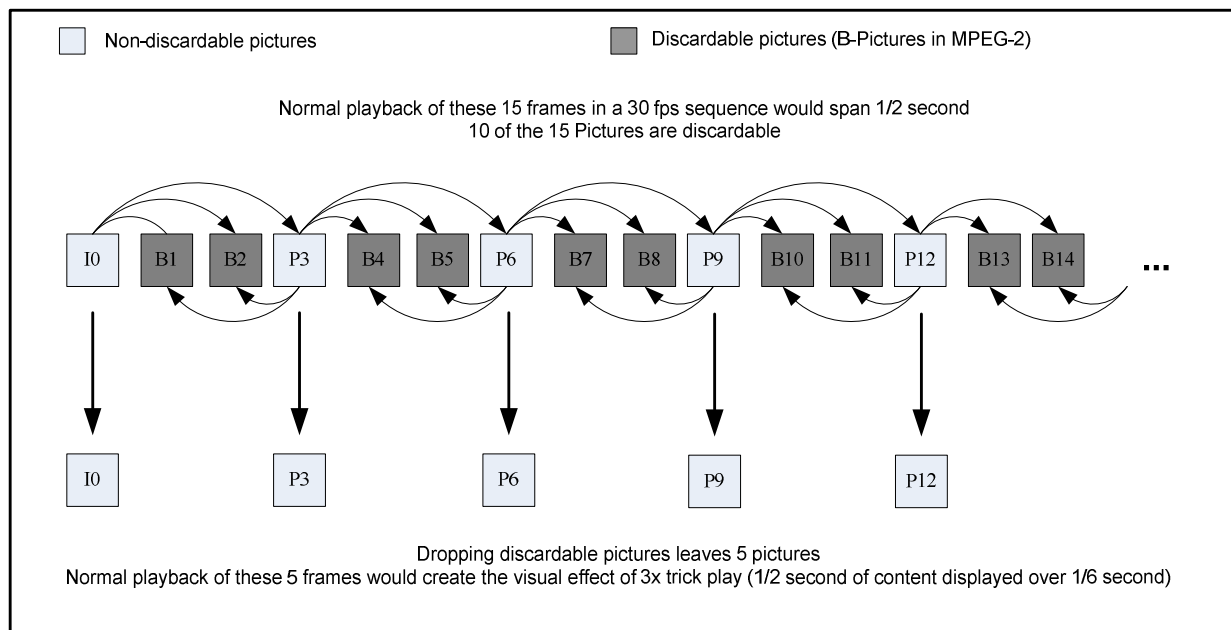 Non-discardable pictures
Discardable pictures (B-Pictures in MPEG-2)
Normal playback of these 15 frames in a 30 fps sequence would span 1/2 second
10 of the 15 Pictures are discardable
I0 B1 B2 P3 B4 B5 P6 B7 B8 P9 B10 B11 P12 B13 B14 ...
I0 P3 P6 P9 P12
Dropping discardable pictures leaves 5 pictures
Normal playback of these 5 frames would create the visual effect of 3x trick play (1/2 second of content displayed over 1/6 second)